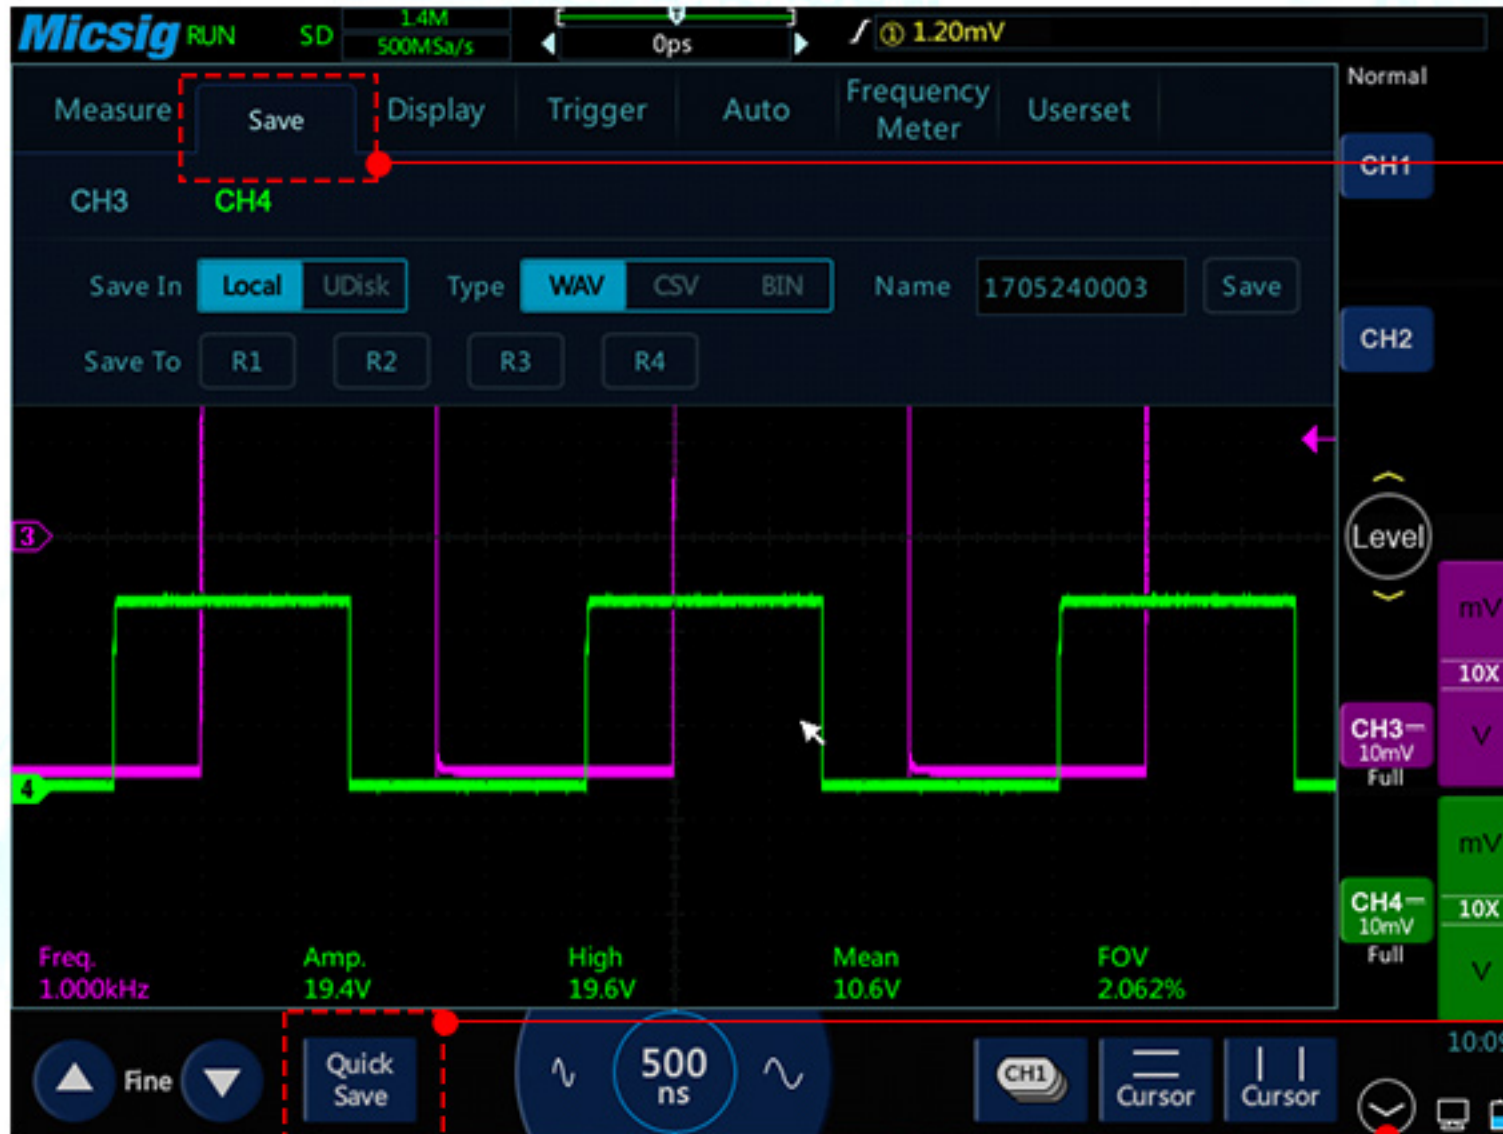 Micsig RUN SD 1.4M 500MSa/s 0ps ① 1.20mV
Normal
Measure Save Display Trigger Auto Frequency Meter Userset
CH1
CH3 CH4
Save In Local UDisk Type WAV CSV BIN Name 1705240003 Save
CH2
Save To R1 R2 R3 R4
3
Level
mV
10X
CH3
10mV
Full
V
4
mV
10X
CH4
10mV
Full
V
Freq. Amp. High Mean FOV
1.000kHz 19.4V 19.6V 10.6V 2.062%
Fine Quick Save 500 ns CH1 Cursor Cursor